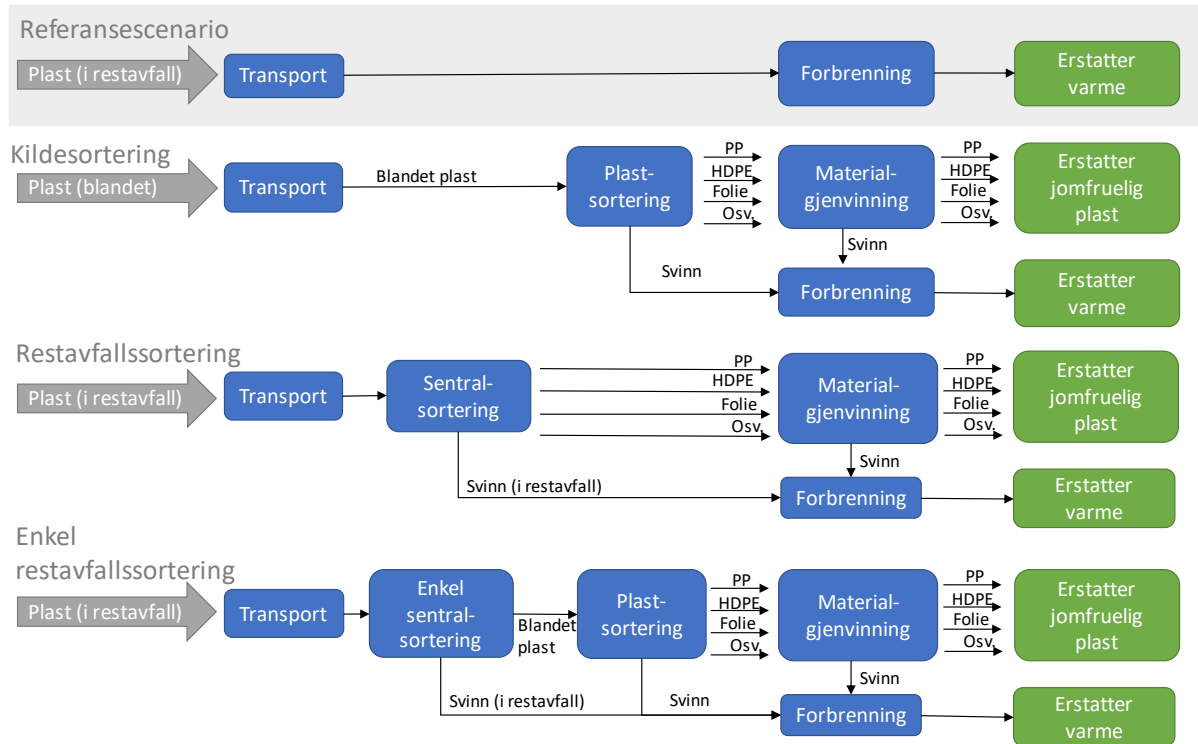 Referansescenario
Plast (i restavfall)
Transport
Forbrenning
Erstatter
varme
Kildesortering
Plast (blandet)
Transport
Blandet plast
Plast-
sortering
PP
HDPE
Folie
Osv.
Material-
gjenvinning
PP
HDPE
Folie
Osv.
Erstatter
jomfruelig
plast
Svinn
Svinn
Forbrenning
Erstatter
varme
Restavfallssortering
Plast (i restavfall)
Transport
Sentral-
sortering
PP
HDPE
Folie
Osv.
Material-
gjenvinning
PP
HDPE
Folie
Osv.
Erstatter
jomfruelig
plast
Svinn
Svinn (i restavfall)
Forbrenning
Erstatter
varme
Enkel
restavfallssortering
Plast (i restavfall)
Transport
Enkel
sentral-
sortering
Blandet
plast
Plast-
sortering
PP
HDPE
Folie
Osv.
Material-
gjenvinning
PP
HDPE
Folie
Osv.
Erstatter
jomfruelig
plast
Svinn
Svinn (i restavfall)
Svinn
Forbrenning
Erstatter
varme